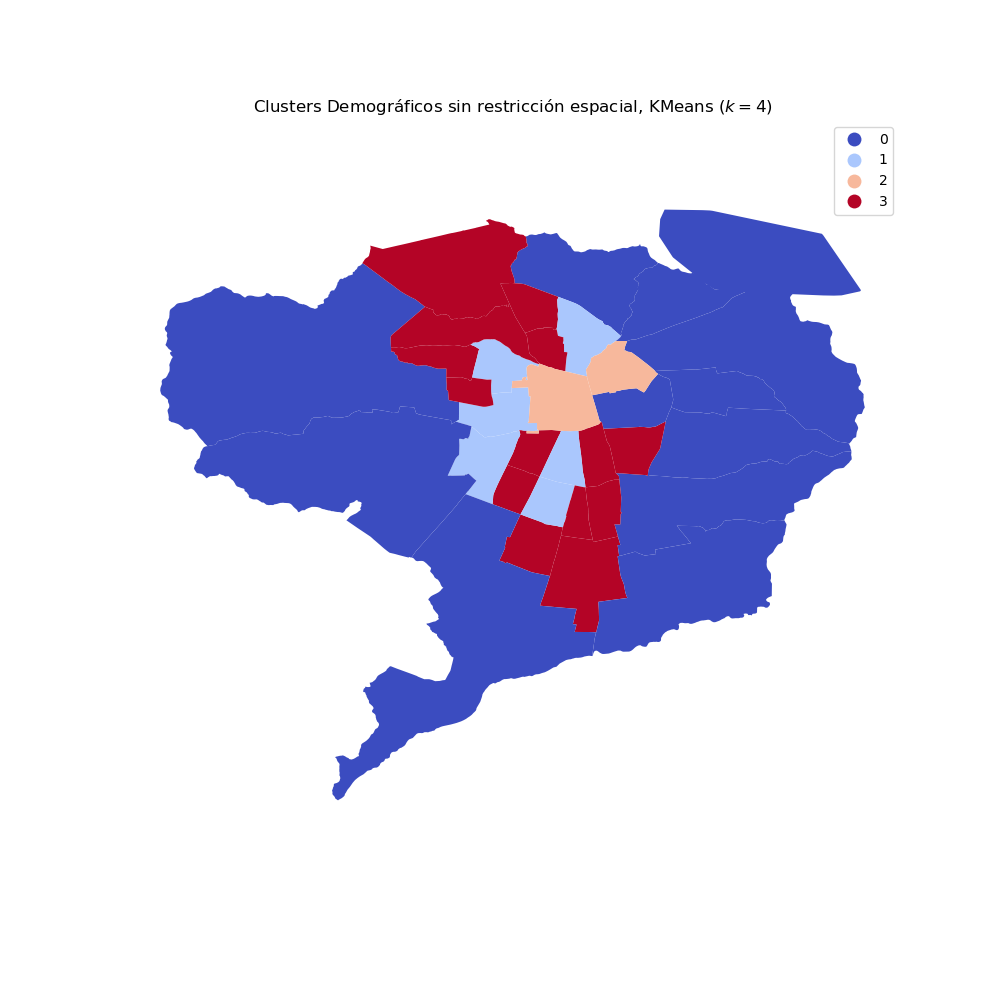 Clusters Demográficos sin restricción espacial, KMeans (k = 4)
0
1
2
3